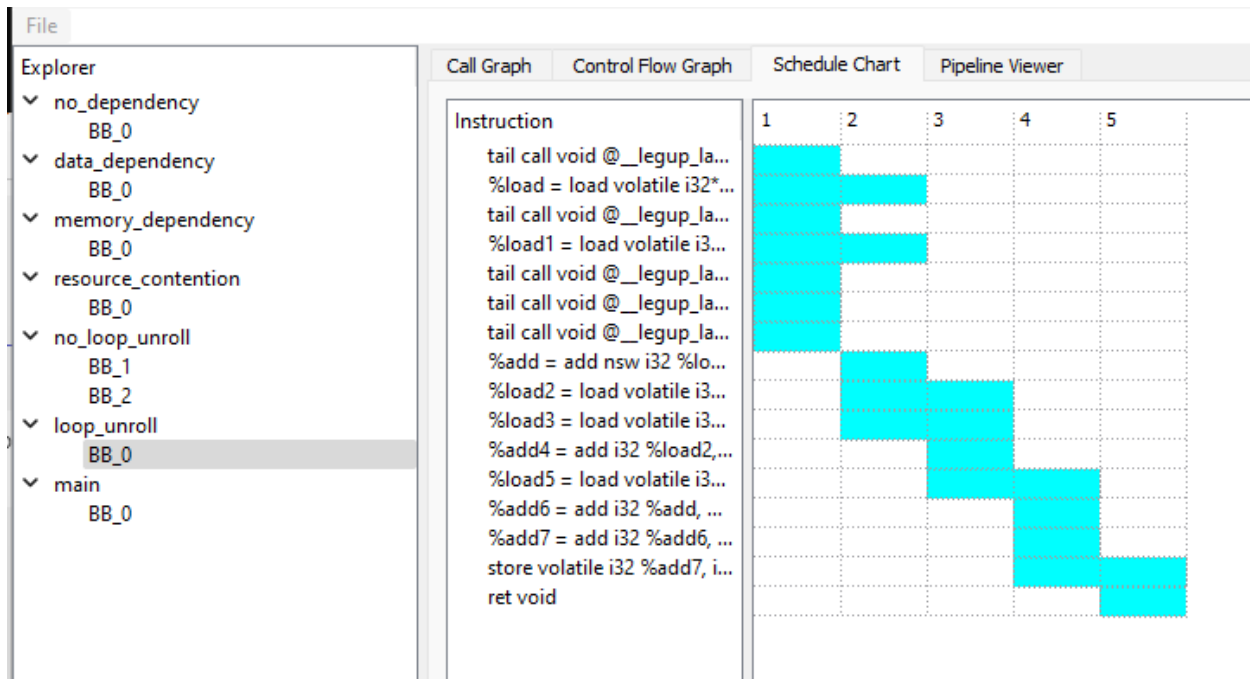 File
Explorer
no_dependency
BB_0
data_dependency
BB_0
memory_dependency
BB_0
resource_contention
BB_0
no_loop_unroll
BB_1
BB_2
loop_unroll
BB_0
main
BB_0
Call Graph Control Flow Graph Schedule Chart Pipeline Viewer
Instruction 1 2 3 4 5
tail call void @__legup_la...
%load = load volatile i32*...
tail call void @__legup_la...
%load1 = load volatile i3...
tail call void @__legup_la...
tail call void @__legup_la...
tail call void @__legup_la...
%add = add nsw i32 %lo...
%load2 = load volatile i3...
%load3 = load volatile i3...
%add4 = add i32 %load2,...
%load5 = load volatile i3...
%add6 = add i32 %add, ...
%add7 = add i32 %add6, ...
store volatile i32 %add7, i...
ret void